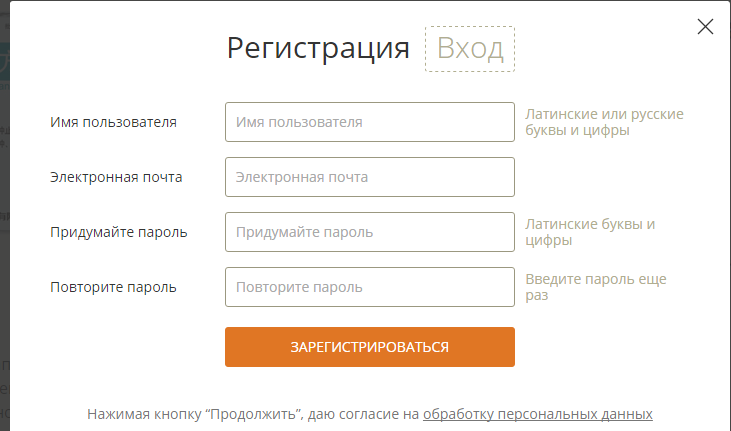 Регистрация Вход
Имя пользователя Имя пользователя Латинские или русские
буквы и цифры
Электронная почта Электронная почта
Придумайте пароль Придумайте пароль Латинские буквы и
цифры
Повторите пароль Повторите пароль Введите пароль еще
раз
ЗАРЕГИСТРИРОВАТЬСЯ
Нажимая кнопку “Продолжить”, даю согласие на обработку персональных данных